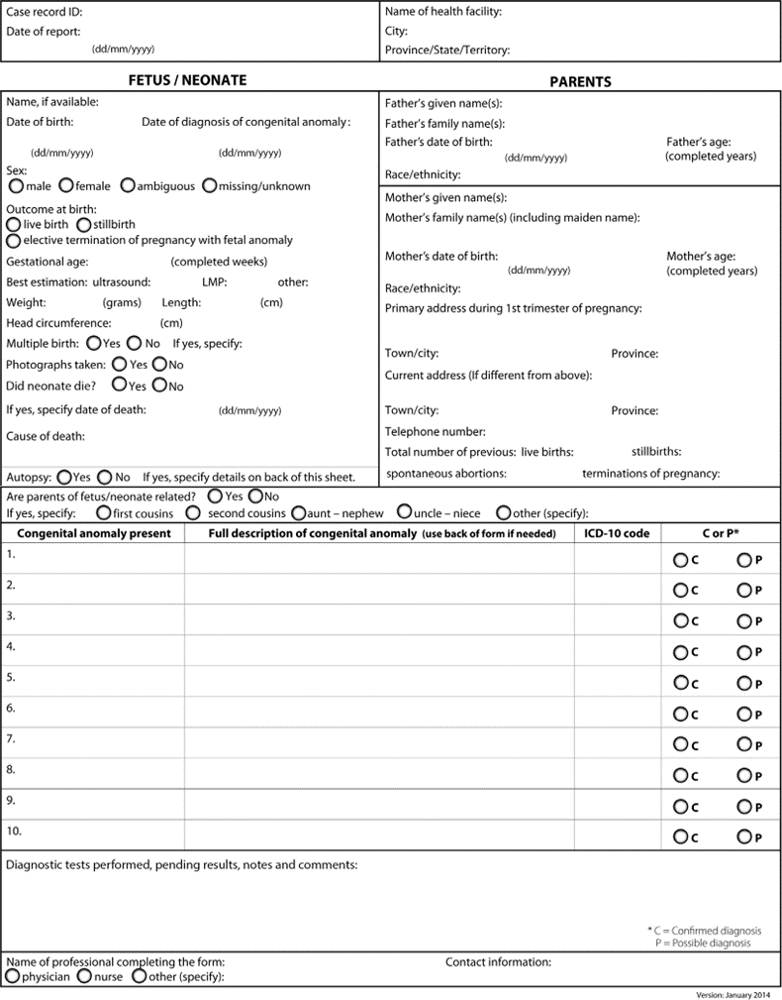 Case record ID:
Date of report:
(dd/mm/yyyy)
Name of health facility:
City:
Province/State/Territory:
FETUS / NEONATE
Name, if available:
Date of birth: Date of diagnosis of congenital anomaly:
(dd/mm/yyyy) (dd/mm/yyyy)
Sex:
male female ambiguous missing/unknown
Outcome at birth:
live birth stillbirth
elective termination of pregnancy with fetal anomaly
Gestational age: (completed weeks)
Best estimation: ultrasound: LMP: other:
Weight: (grams) Length: (cm)
Head circumference: (cm)
Multiple birth: Yes No If yes, specify:
Photographs taken: Yes No
Did neonate die? Yes No
If yes, specify date of death: (dd/mm/yyyy)
Cause of death:
Autopsy: Yes No If yes, specify details on back of this sheet.
PARENTS
Father's given name(s):
Father's family name(s):
Father's date of birth: Father's age:
(dd/mm/yyyy) (completed years)
Race/ethnicity:
Mother's given name(s):
Mother's family name(s) (including maiden name):
Mother's date of birth: Mother's age:
(dd/mm/yyyy) (completed years)
Race/ethnicity:
Primary address during 1st trimester of pregnancy:
Town/city: Province:
Current address (If different from above):
Town/city: Province:
Telephone number:
Total number of previous: live births: stillbirths:
spontaneous abortions: terminations of pregnancy:
Are parents of fetus/neonate related? Yes No
If yes, specify: first cousins second cousins aunt – nephew uncle – niece other (specify):
Congenital anomaly present Full description of congenital anomaly (use back of form if needed) ICD-10 code C or P*
1. C P
2. C P
3. C P
4. C P
5. C P
6. C P
7. C P
8. C P
9. C P
10. C P
Diagnostic tests performed, pending results, notes and comments:
* C = Confirmed diagnosis
P = Possible diagnosis
Name of professional completing the form: Contact information:
physician nurse other (specify):
Version: January 2014